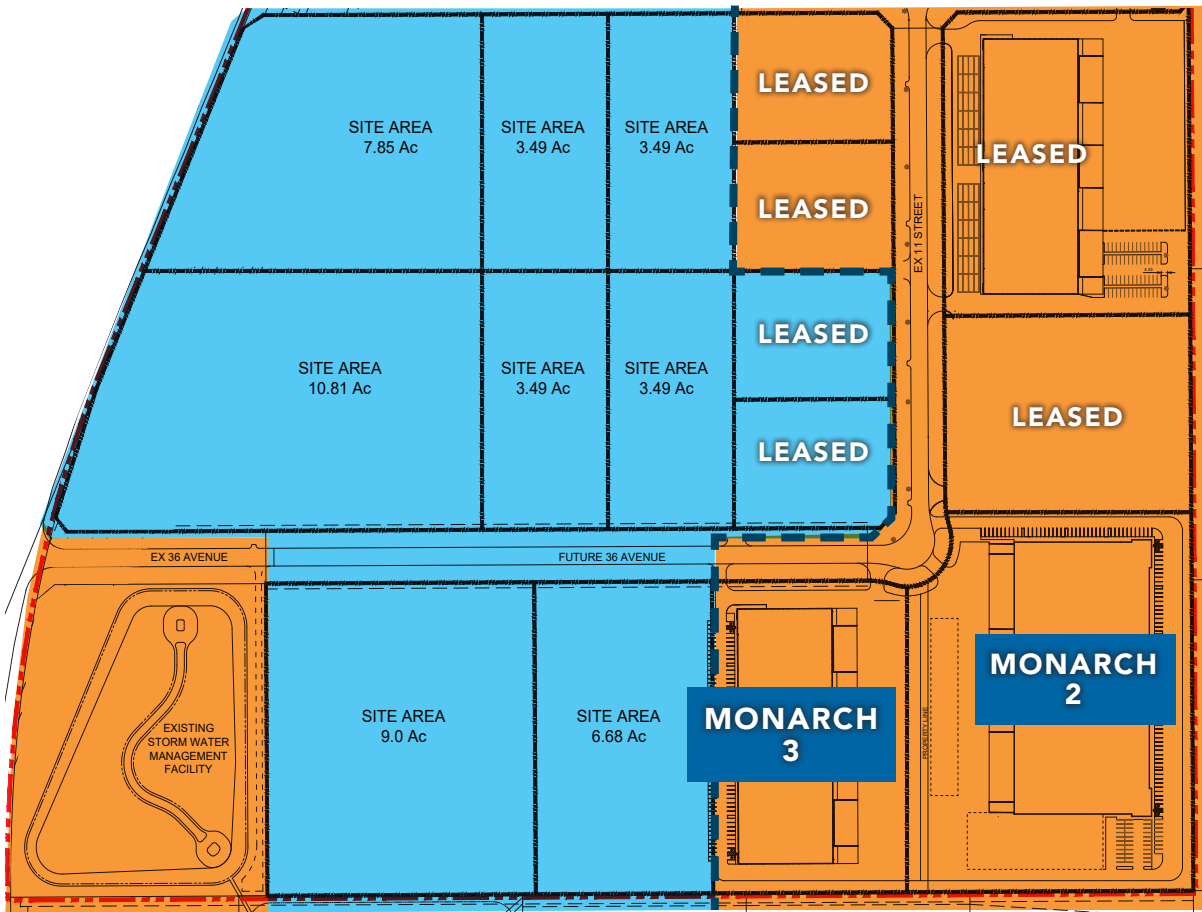 LEASED
SITE AREA
7.85 Ac
SITE AREA
3.49 Ac
SITE AREA
3.49 Ac
LEASED
LEASED
EX 11 STREET
LEASED
SITE AREA
10.81 Ac
SITE AREA
3.49 Ac
SITE AREA
3.49 Ac
LEASED
LEASED
EX 36 AVENUE
FUTURE 36 AVENUE
EXISTING
STORM WATER
MANAGEMENT
FACILITY
SITE AREA
9.0 Ac
SITE AREA
6.68 Ac
MONARCH
3
PROPERTY LINE
MONARCH
2
LEASED